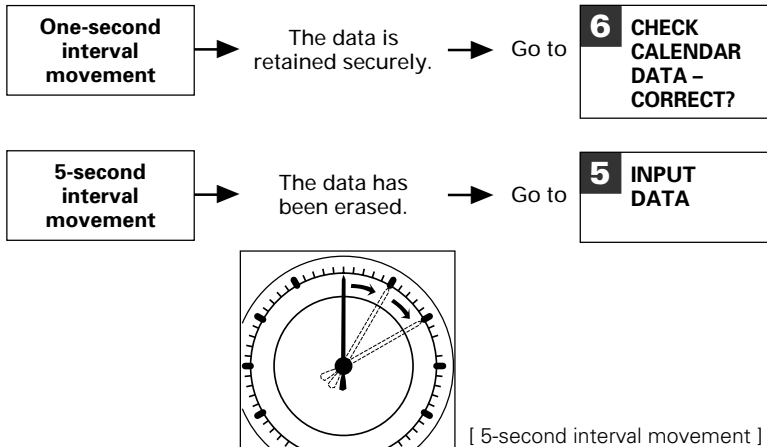 One-second
interval
movement
The data is
retained securely.
Go to
6 CHECK
CALENDAR
DATA –
CORRECT?
5-second
interval
movement
The data has
been erased.
Go to
5 INPUT
DATA
[ 5-second interval movement ]